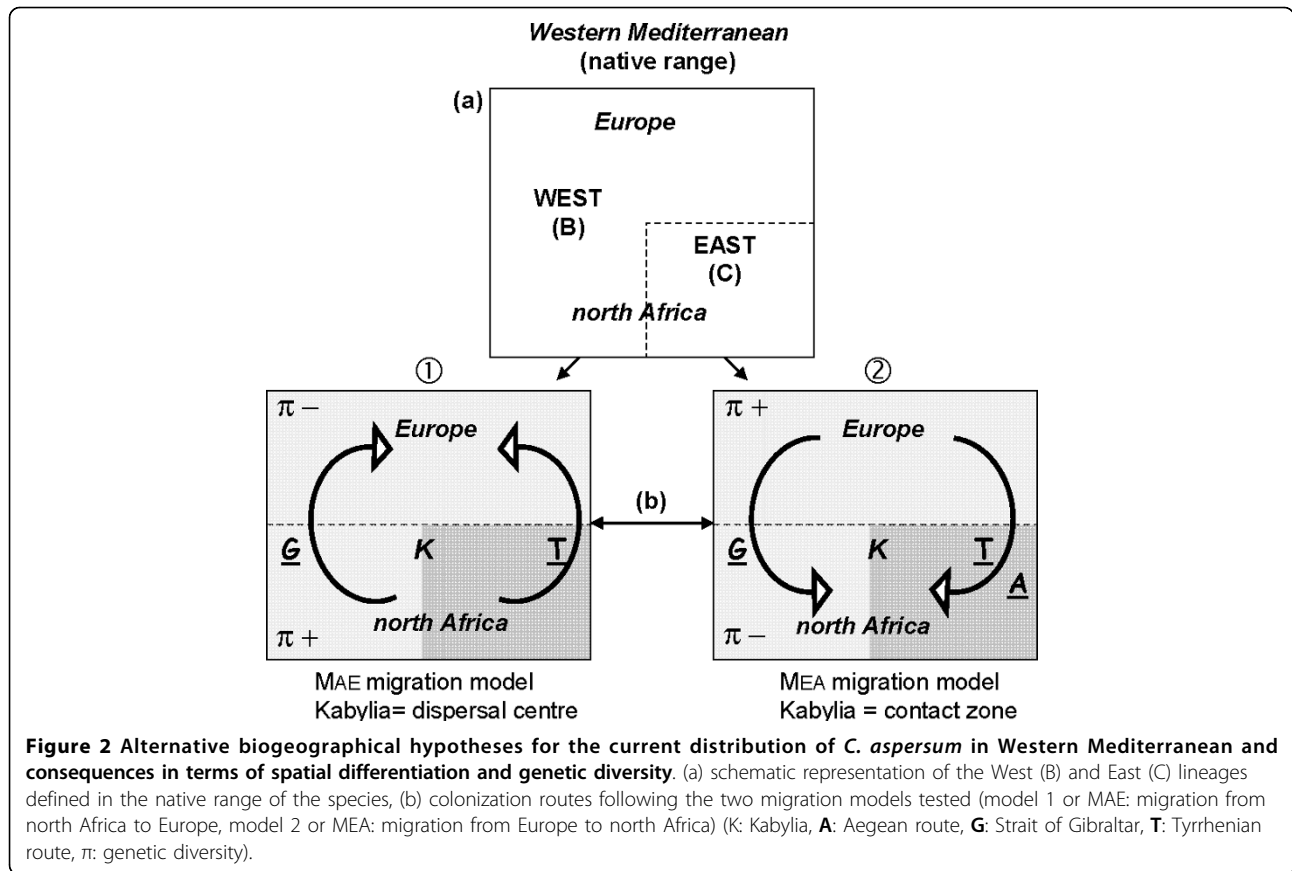 Western Mediterranean
(native range)
(a)
Europe
WEST
(B)
EAST
(C)
north Africa
①
②
π −
Europe
G
K
T
north Africa
π +
(b)
π +
Europe
G
K
T
A
π −
north Africa
MAE migration model
Kabylia= dispersal centre
MEA migration model
Kabylia = contact zone
Figure 2 Alternative biogeographical hypotheses for the current distribution of C. aspersum in Western Mediterranean and
consequences in terms of spatial differentiation and genetic diversity. (a) schematic representation of the West (B) and East (C) lineages
defined in the native range of the species, (b) colonization routes following the two migration models tested (model 1 or MAE: migration from
north Africa to Europe, model 2 or MEA: migration from Europe to north Africa) (K: Kabylia, A: Aegean route, G: Strait of Gibraltar, T: Tyrrhenian
route, π: genetic diversity).